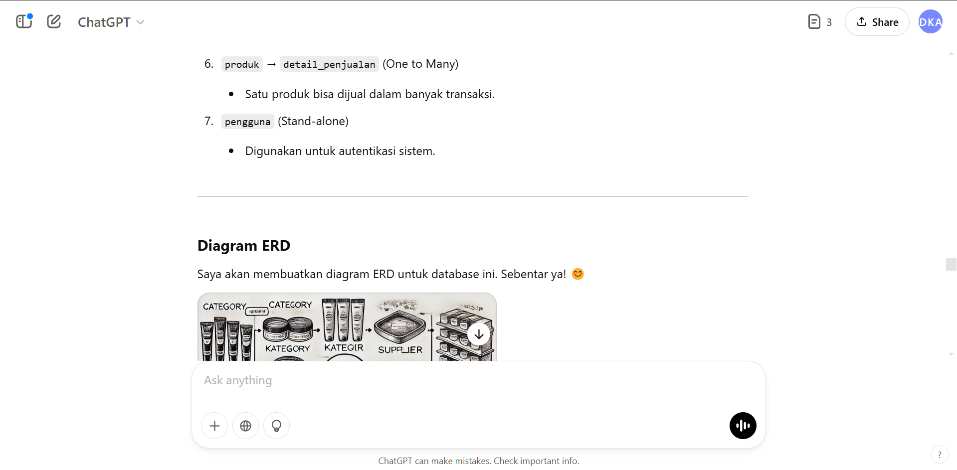 ChatGPT
3
Share
DKA
6. produk → detail_penjualan (One to Many)
• Satu produk bisa dijual dalam banyak transaksi.
7. pengguna (Stand-alone)
• Digunakan untuk autentikasi sistem.
Diagram ERD
Saya akan membuatkan diagram ERD untuk database ini. Sebentar ya! 😊
CATEGORY
CATEGORY
KATEGORY
KATEGIR
SUPPLIER
Ask anything
ChatGPT can make mistakes. Check important info.
?